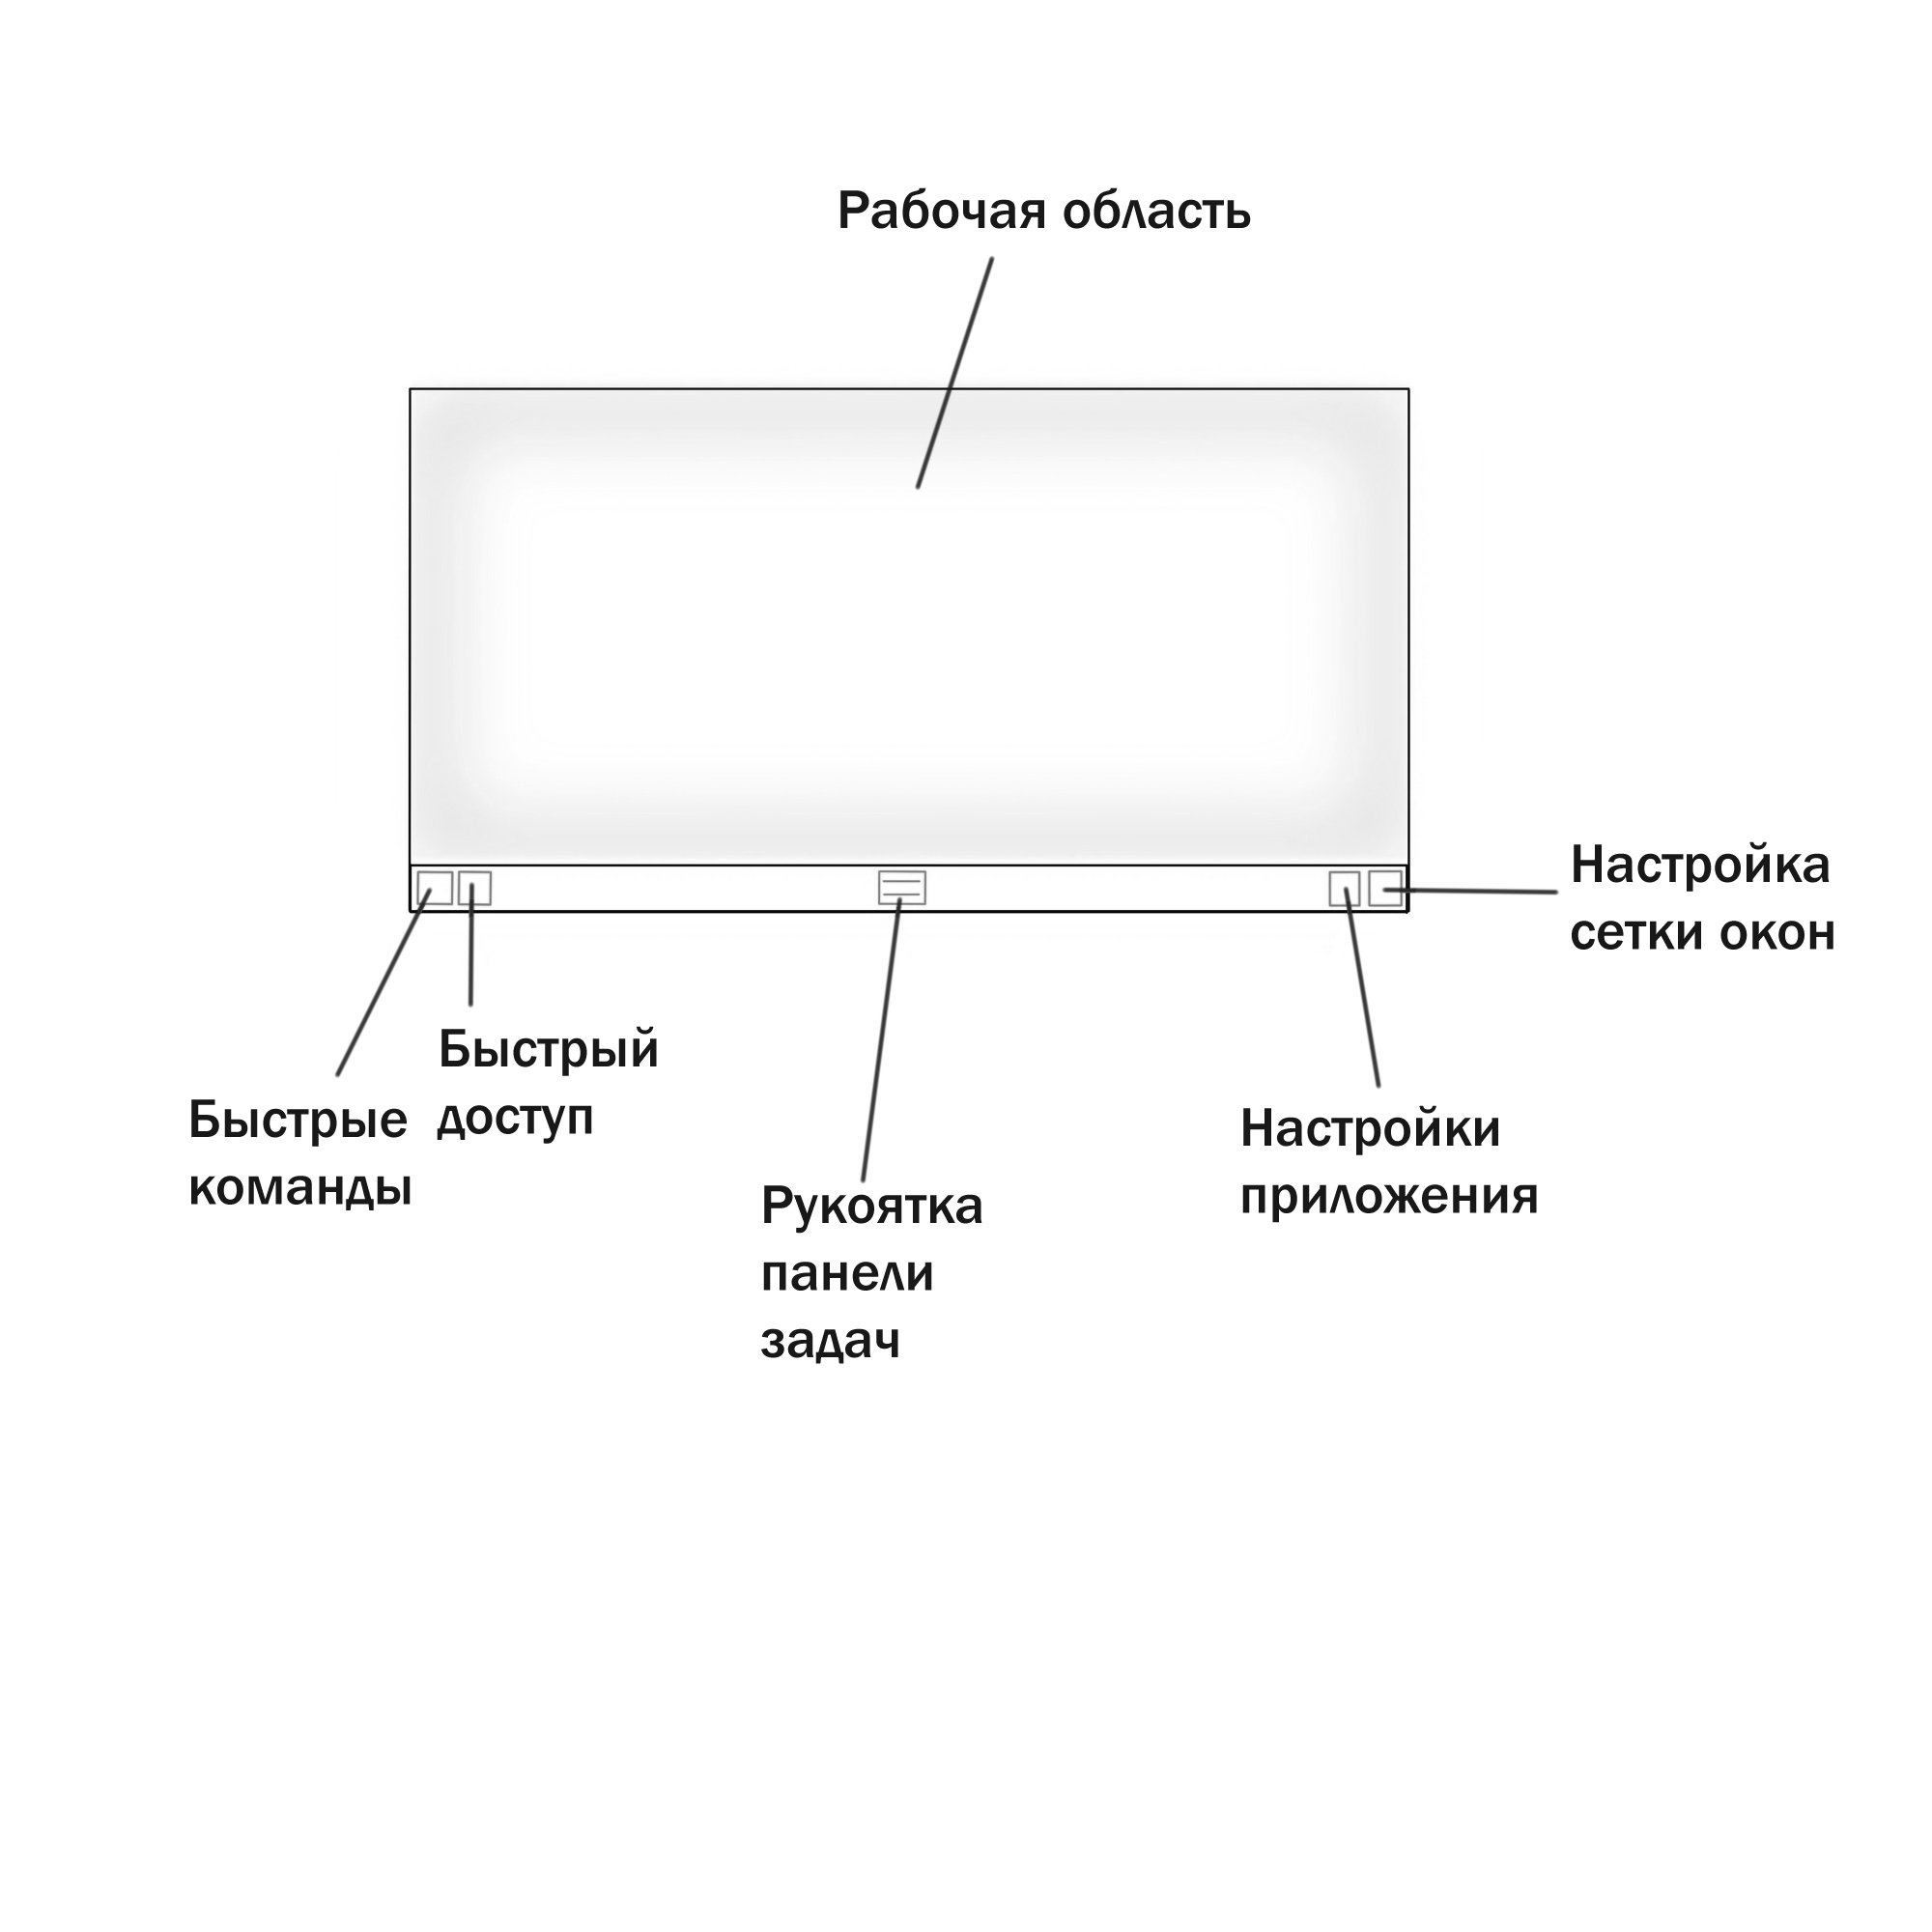 Рабочая область
Настройка
сетки окон
Быстрый
доступ
Быстрые
команды
Рукоятка
панели
задач
Настройки
приложения